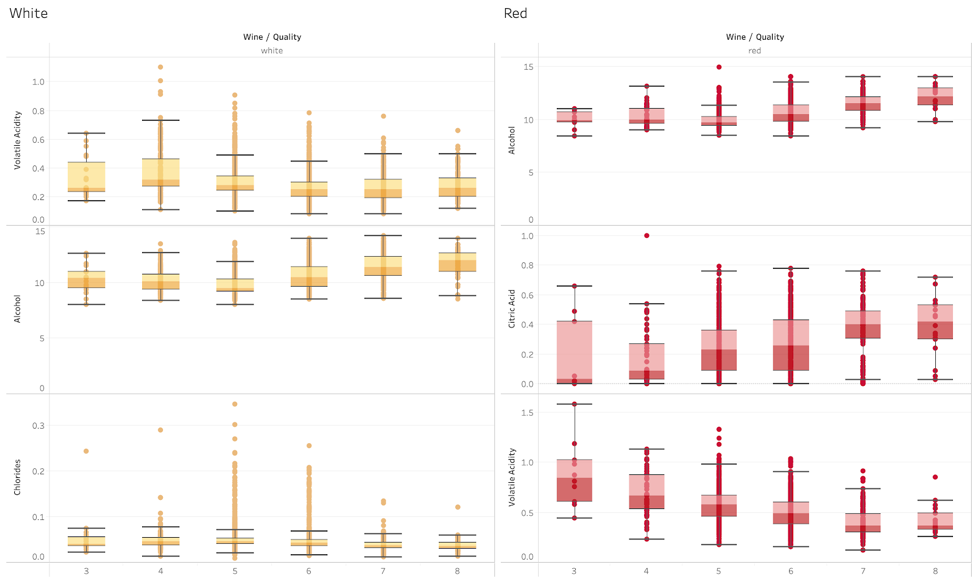 White
Wine / Quality
white
Volatile Acidity
1.0
0.8
0.6
0.4
0.2
0.0
Alcohol
15
10
5
0
Chlorides
0.3
0.2
0.1
0.0
3 4 5 6 7 8
Red
Wine / Quality
red
Alcohol
15
10
5
0
Citric Acid
1.0
0.8
0.6
0.4
0.2
0.0
Volatile Acidity
1.5
1.0
0.5
0.0
3 4 5 6 7 8